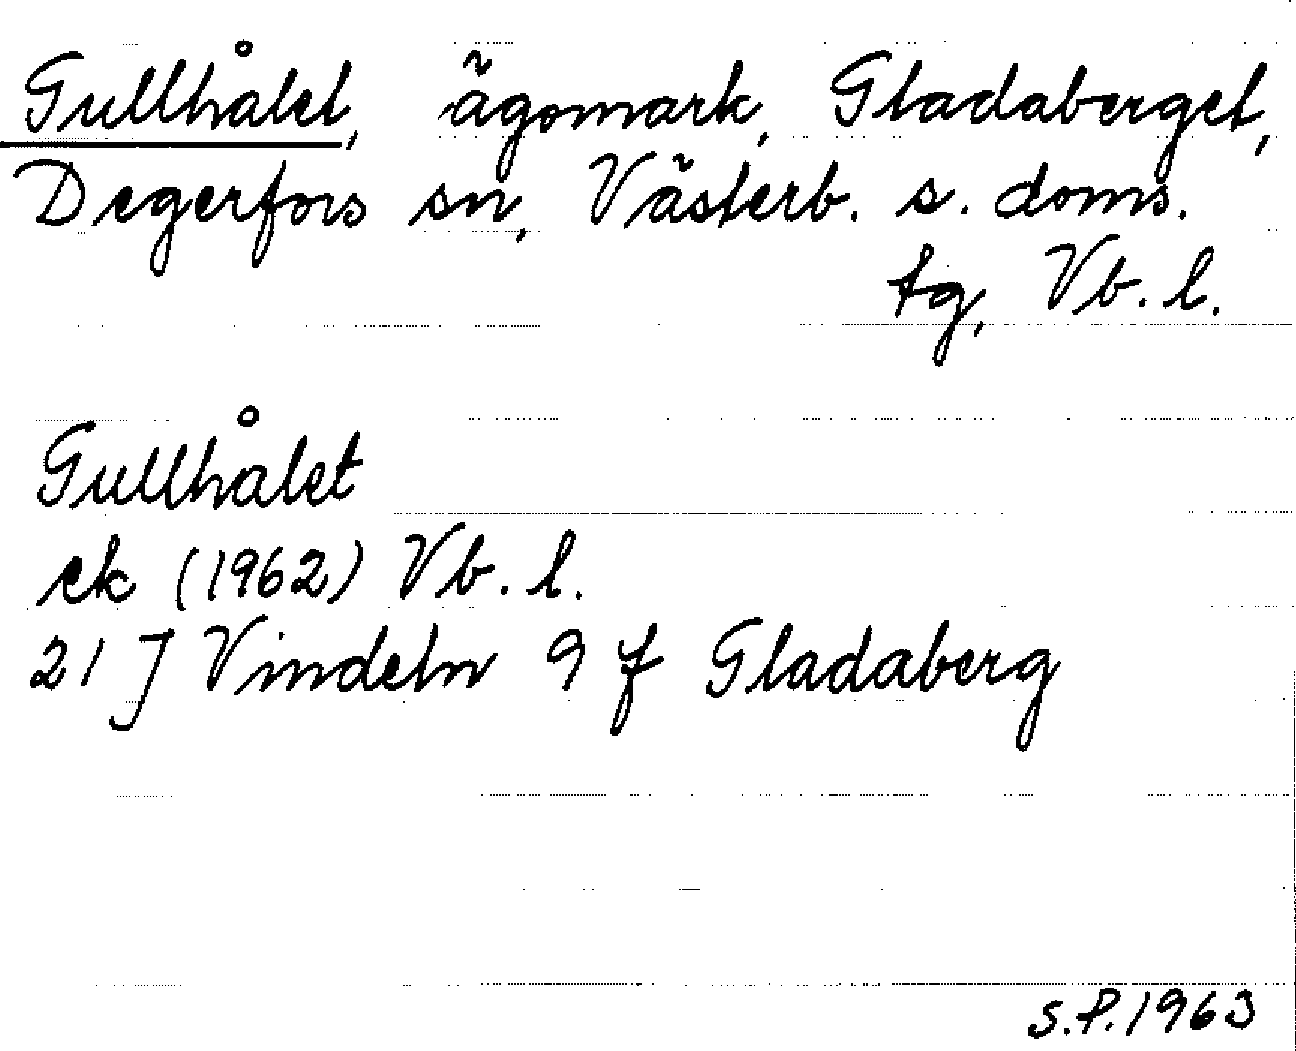 Gullhålet, ägomark, Gladaberget,
Degerfors sn, Västerb. s. doms.
tg, Vb. l.
Gullhålet
ek (1962) Vb. l.
21 J Vindeln 9 f Gladaberg
S.P. 1963